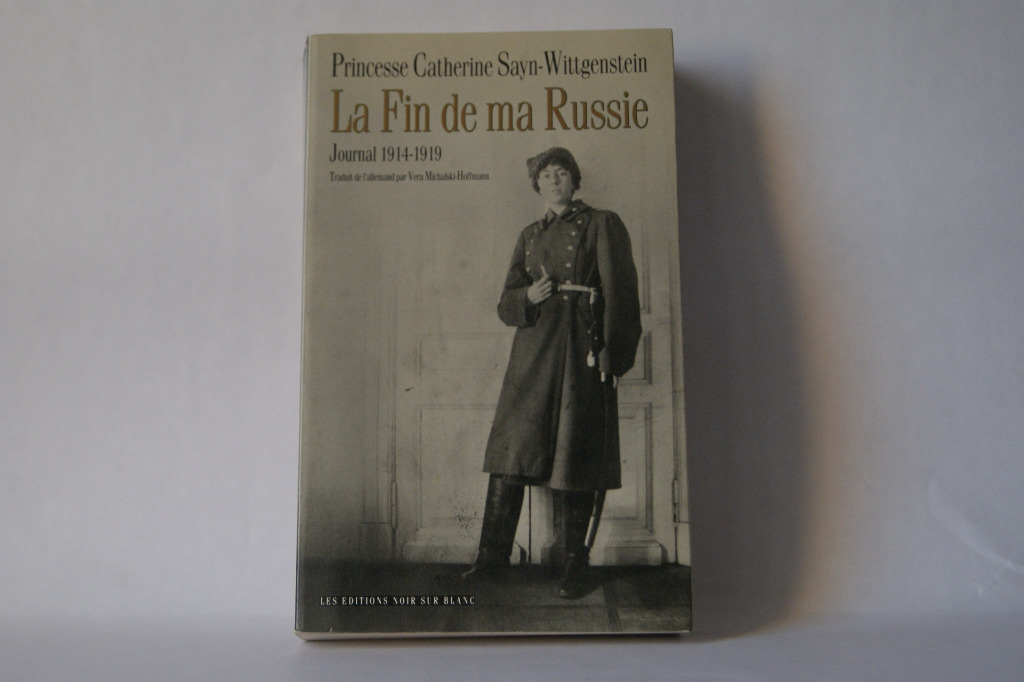 Princesse Catherine Sayn-Wittgenstein
La Fin de ma Russie
Journal 1914-1919
Traduit de l'allemand par Vera Michalski-Hoffmann
LES EDITIONS NOIR SUR BLANC